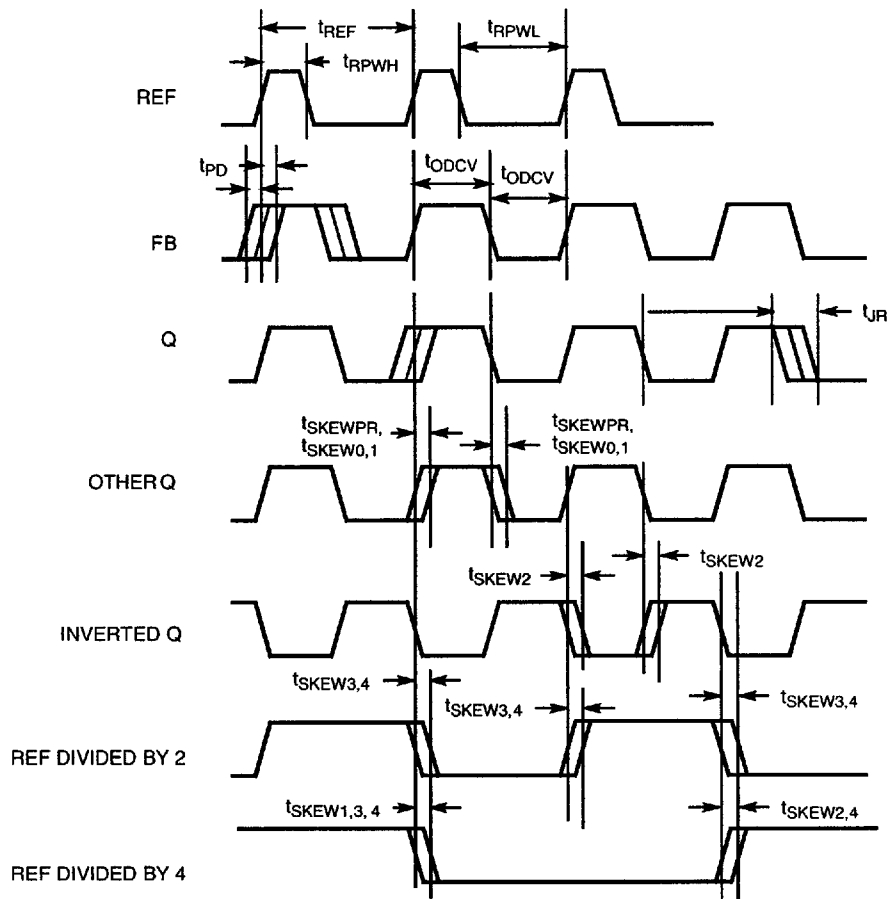 tREF
tRPWL
tRPWH
REF
tPD
tODCV
tODCV
FB
Q
tJR
tSKEWPR,
tSKEW0,1
tSKEWPR,
tSKEW0,1
OTHER Q
tSKEW2
tSKEW2
INVERTED Q
tSKEW3,4
tSKEW3,4
tSKEW3,4
REF DIVIDED BY 2
tSKEW1,3, 4
tSKEW2,4
REF DIVIDED BY 4